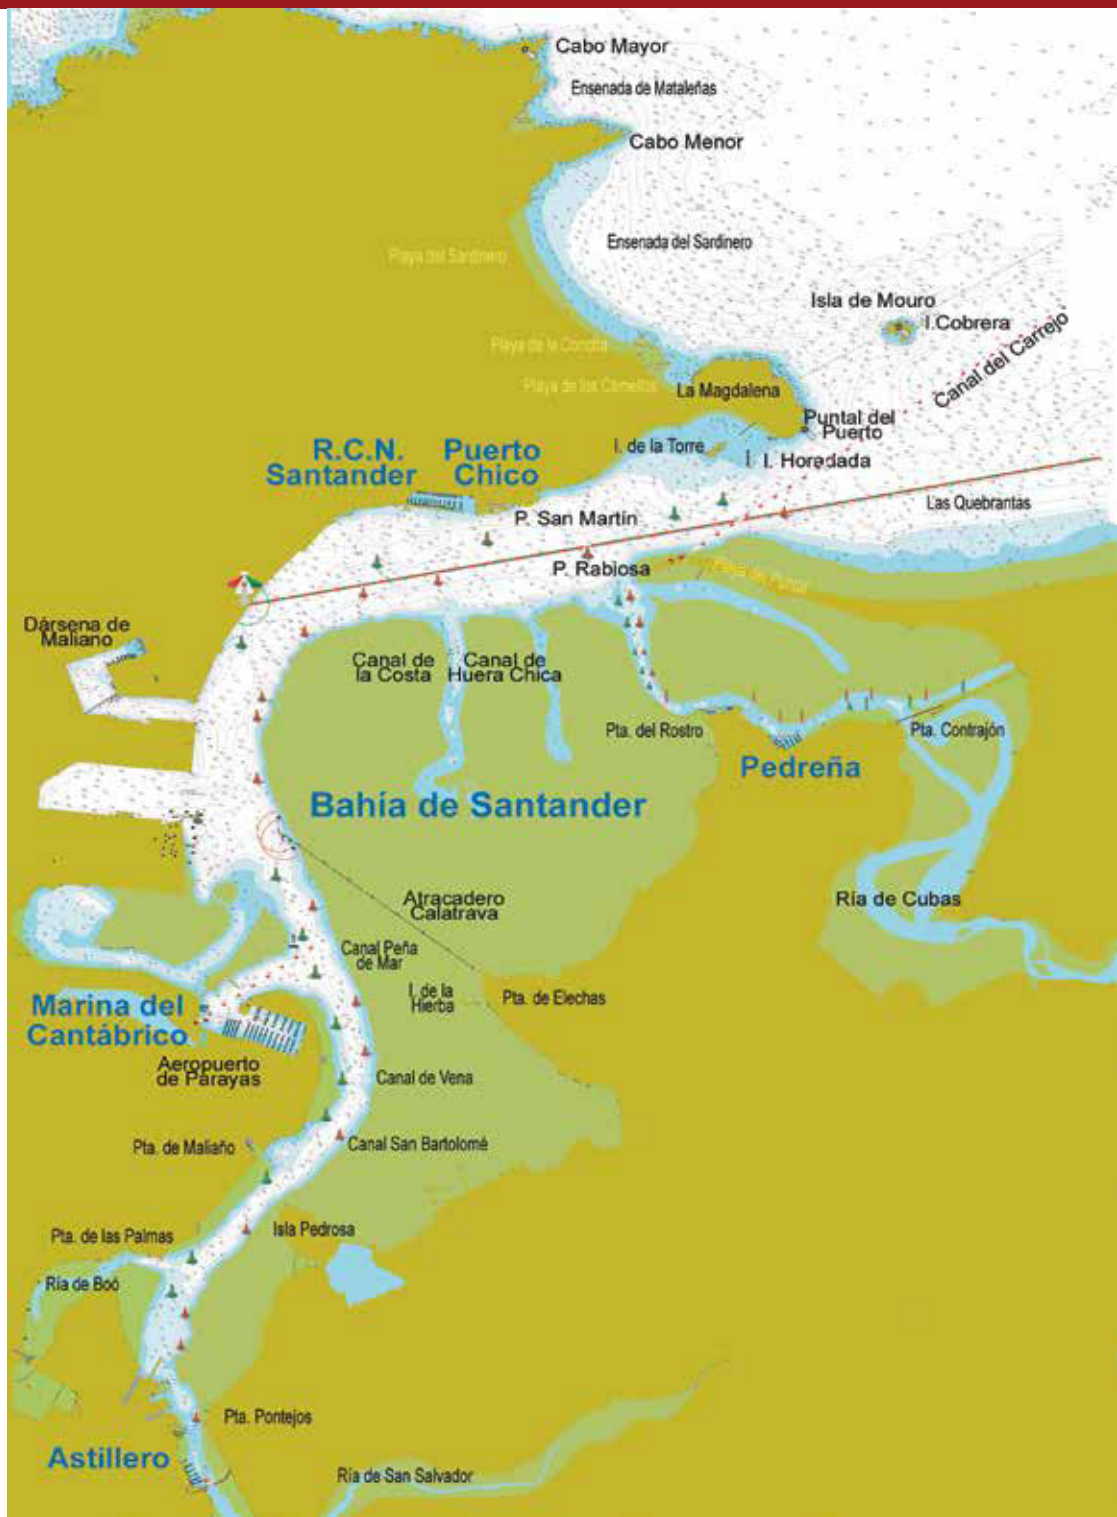 Cabo Mayor
Ensenada de Mataleñas
Cabo Menor
Ensenada del Sardinero
Playa del Sardinero
Isla de Mouro
I.Cobrera
Canal del Carrejo
Playa de la Concha
Playa de los Camellos
La Magdalena
Puntal del
Puerto
I. de la Torre
I. Horadada
R.C.N.
Santander
Puerto
Chico
Las Quebrantas
P. San Martín
P. Rabiosa
Playa del Puntal
Dársena de
Maliano
Canal de
la Costa
Canal de
Huera Chica
Pta. del Rostro
Pta. Contrajón
Pedreña
Bahía de Santander
Ría de Cubas
Atracadero
Calatrava
Canal Peña
de Mar
I. de la
Hierba
Pta. de Elechas
Marina del
Cantábrico
Aeropuerto
de Parayas
Canal de Vena
Pta. de Maliaño
Canal San Bartolomé
Pta. de las Palmas
Isla Pedrosa
Ría de Boó
Pta. Pontejos
Astillero
Ría de San Salvador